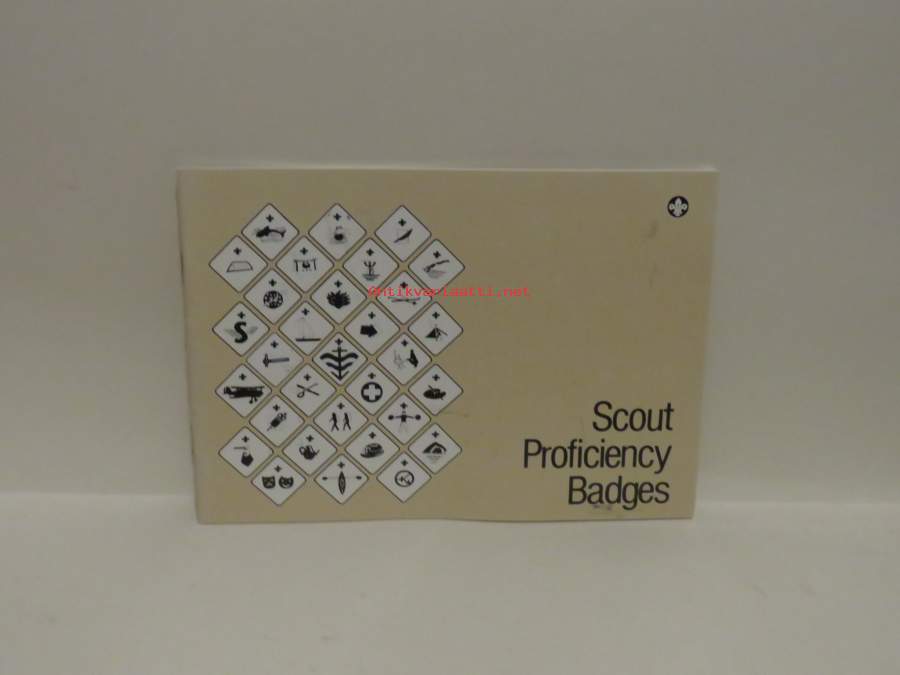 antikvariaatti.net
S
Scout
Proficiency
Badges